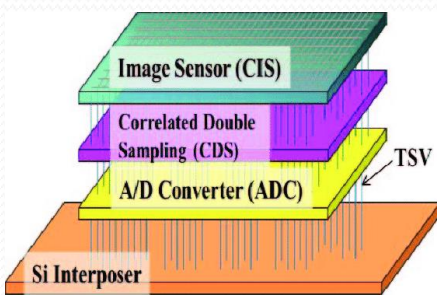 Image Sensor (CIS)
Correlated Double
Sampling (CDS)
A/D Converter (ADC)
TSV
Si Interposer